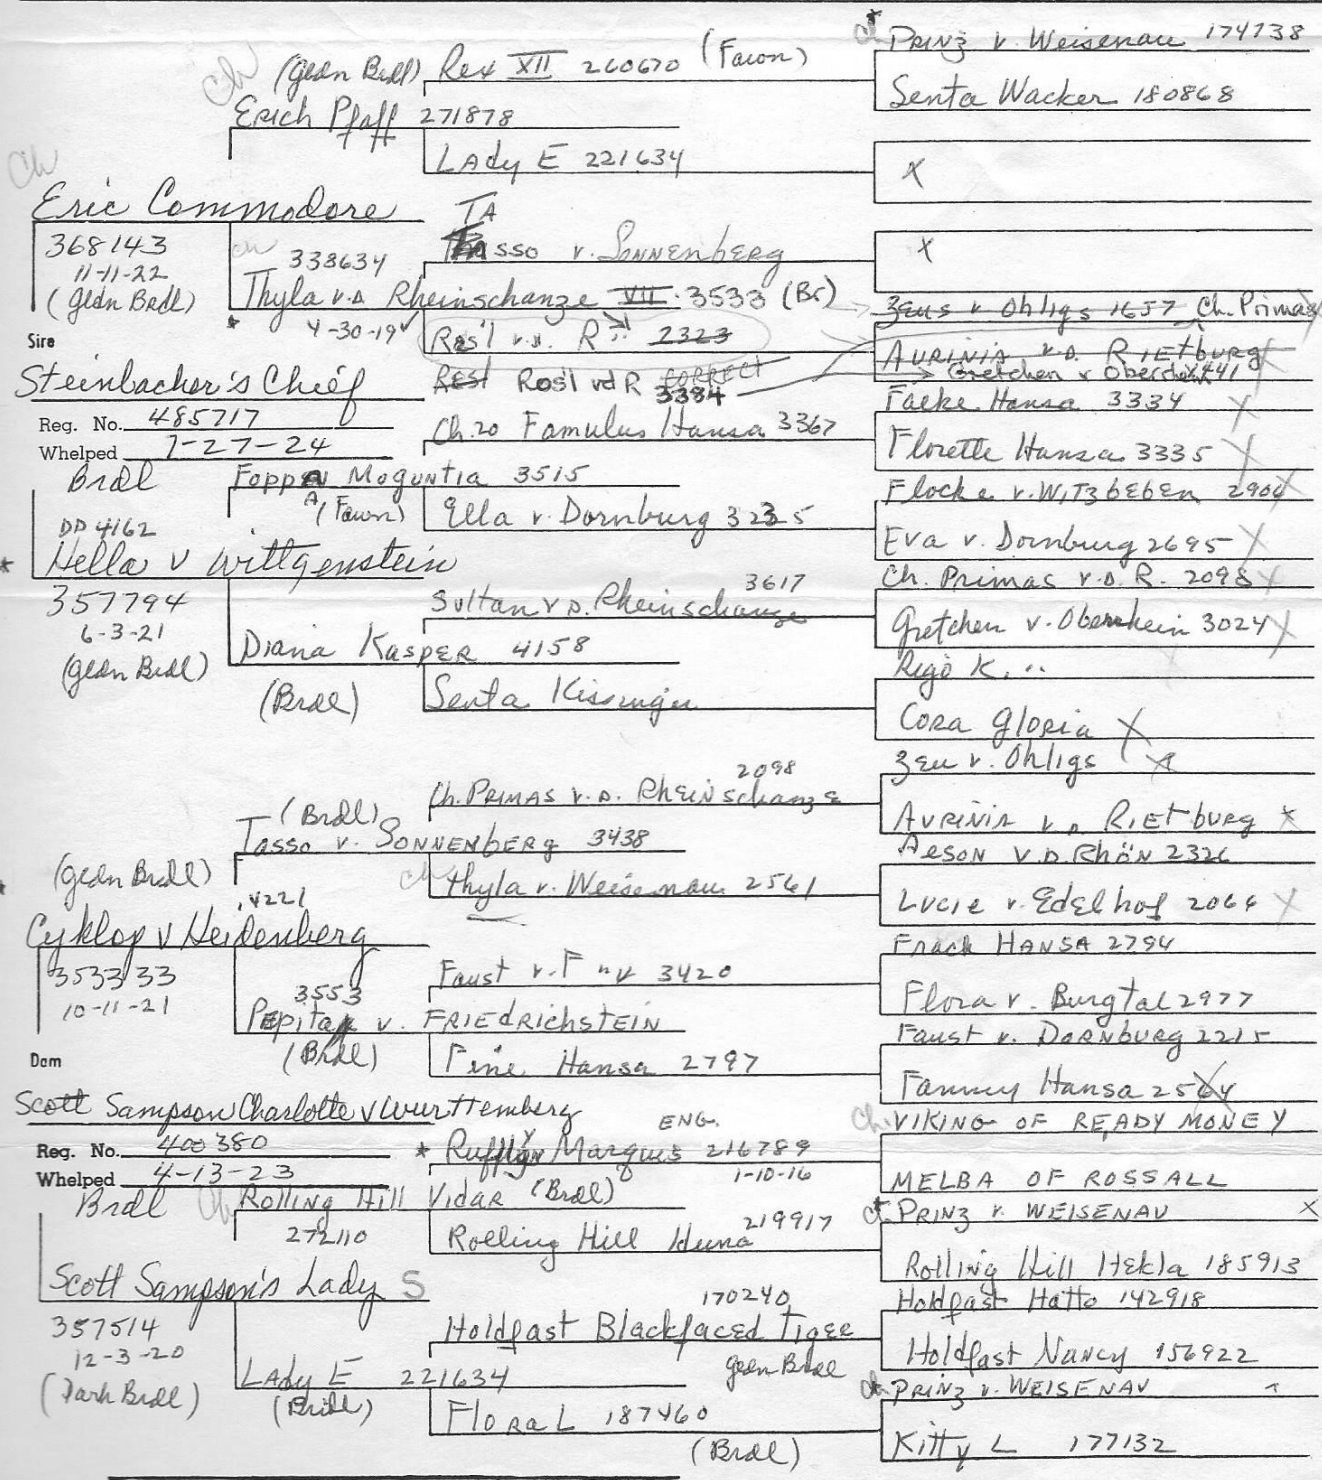 ch
(Gldn Brdl)
Rex XII 260670 (Fawn)
ch * Prinz v. Weisenau 174738
Senta Wacker 180868
Erich Pfaff 271878
Lady E 221634
X
Ch
Eric Commodore
368143
11-11-22
(gldn Brdl)
ch 338634
TA
Tasso v. Sonnenberg
X
Thyla v.d. Rheinschanze VII 3533 (Br)
* 4-30-19
Zeus v Ohligs 1657 Ch. Primas
Ros'l v.d. R... 2323
Aurinia v.d. Rietburg
Resl Rosl vd R CORRECT 3384
Gretchen v
Sire
Steinbacher's Chief
Reg. No. 485717
Whelped 7-27-24
Brdl
Ch. 20 Famulus Hansa 3367
Falke Hansa 3334 X
Florette Hansa 3335 X
Foppa Moguntia 3515
A (Fawn)
Ella v. Dornburg 3225
Flocke v. Witzbeben 2906 X
Eva v. Dornburg 2695 X
DD 4162
* Hella v Wittgenstein
357794
6-3-21
(gldn Brdl)
Sultan v.d. Rheinschanze 3617
Ch. Primas v.d. R. 2098 X
Gretchen v. Oberrhein 3024 X
Diana Kasper 4158
(Brdl)
Senta Kissinger
Rigo K. ..
Cora Gloria X
Ch. Primas v.d. Rheinschanze 2098
Zeu v. Ohligs X
Aurinia v.d. Rietburg X
(Brdl)
Tasso v. Sonnenberg 3438
ch Thyla v. Weisenau 2561
Aeson v.d. Rhön 2326
Lucie v. Edelhof 2064 X
(gldn Brdl)
4221
Cyklop v Heidenberg
353333
10-11-21
Faust v. F " v 3420
Frack Hansa 2794
Flora v. Burgtal 2977
3553
Pepita v. Friedrichstein
(Brdl)
Fine Hansa 2797
Faust v. Dornburg 2215
Fanny Hansa 2564 X
Dam
Scott Sampson Charlotte v Wurttemberg
Reg. No. 400380
Whelped 4-13-23
Brdl
* Ruffly Marquis 216789 ENG.
1-10-16
Ch. VIKING OF READY MONEY
MELBA OF ROSSALL
Ch Rolling Hill Vidar (Brdl)
272110
Rolling Hill Huna 219917
ch * PRINZ v. WEISENAU X
Rolling Hill Hekla 185913
Scott Sampson's Lady S
357514
12-3-20
(Dark Brdl)
170240
Holdfast Blackfaced Tiger
gldn Brdl
Holdfast Hatto 142918
Holdfast Nancy 156922
Lady E 221634
(Brdl)
Flora L 187460
(Brdl)
ch * PRINZ v. WEISENAU
Kitty L 177132